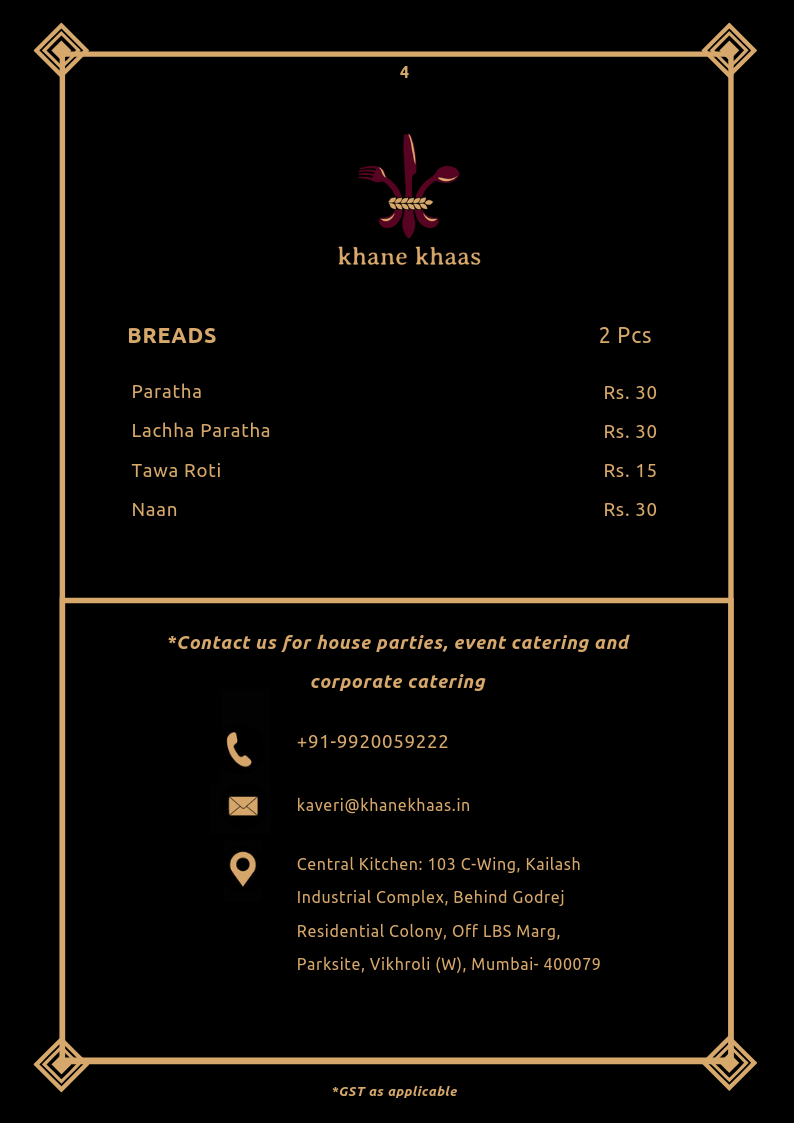 4
khane khaas
BREADS 2 Pcs
Paratha Rs. 30
Lachha Paratha Rs. 30
Tawa Roti Rs. 15
Naan Rs. 30
*Contact us for house parties, event catering and
corporate catering
+91-9920059222
kaveri@khanekhaas.in
Central Kitchen: 103 C-Wing, Kailash
Industrial Complex, Behind Godrej
Residential Colony, Off LBS Marg,
Parksite, Vikhroli (W), Mumbai- 400079
*GST as applicable